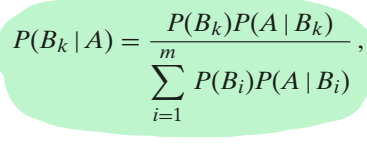 P(B_k | A) = \frac{P(B_k)P(A | B_k)}{\sum_{i=1}^{m} P(B_i)P(A | B_i)} ,